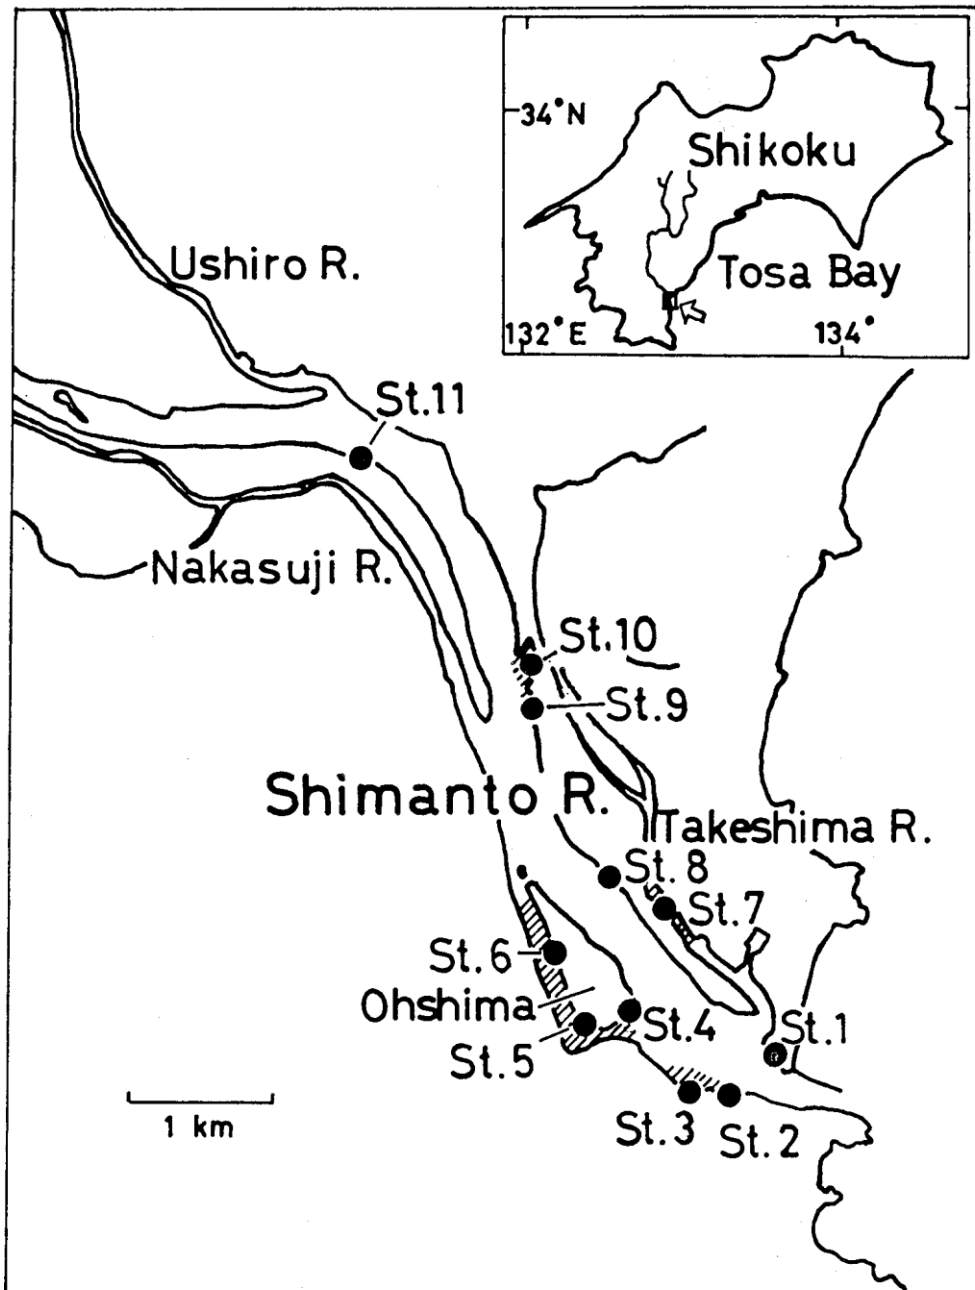 34°N
Shikoku
Tosa Bay
132°E
134°
Ushiro R.
St.11
Nakasuji R.
St.10
St.9
Shimanto R.
Takeshima R.
St. 8
St.7
St.6
Ohshima
St.4
St.1
St.5
St.3
St.2
1 km